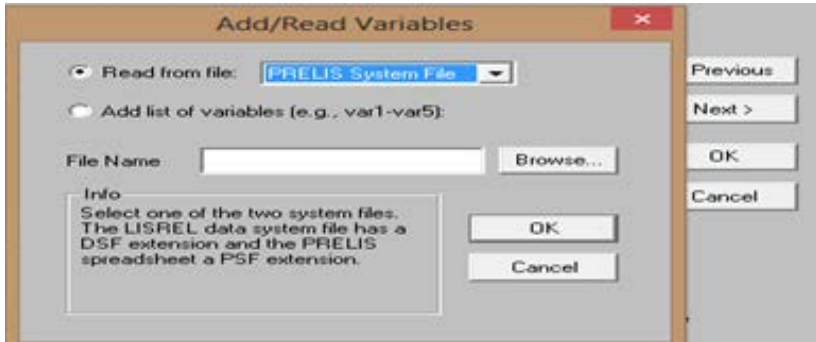 Add/Read Variables
Read from file: PRELIS System File
Previous
Add list of variables (e.g., var1-var5):
Next >
File Name
Browse...
OK
Cancel
Info
Select one of the two system files.
The LISREL data system file has a
DSF extension and the PRELIS
spreadsheet a PSF extension.
OK
Cancel